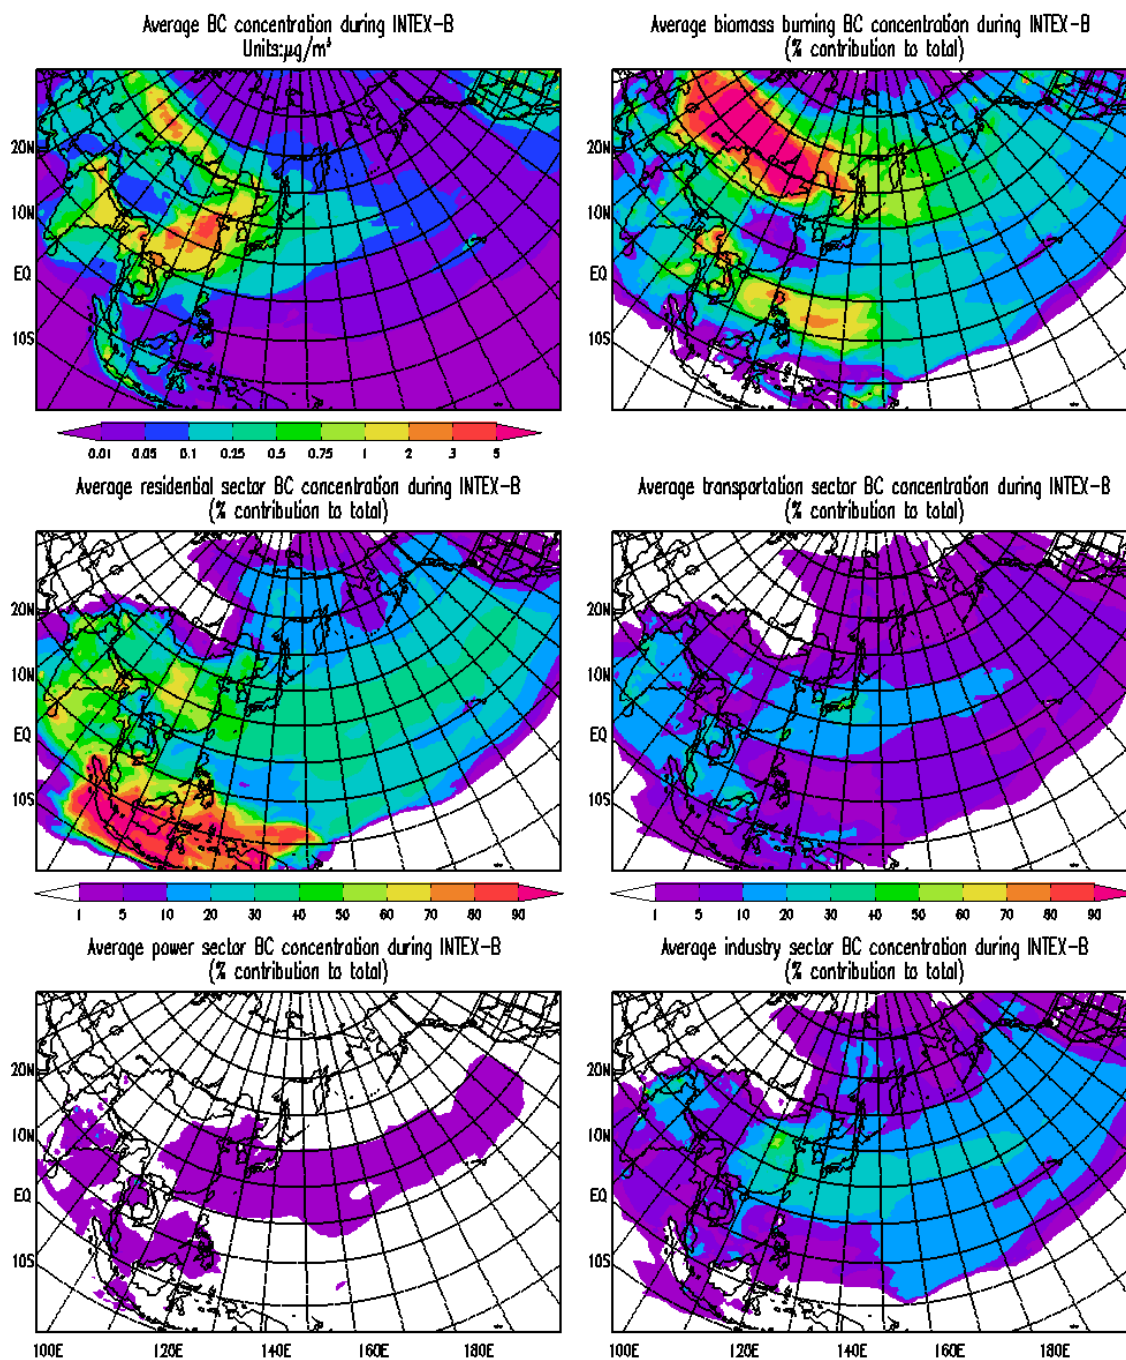 Average BC concentration during INTEX-B
Units:μg/m³
Average biomass burning BC concentration during INTEX-B
(% contribution to total)
20N
10N
EQ
10S
20N
10N
EQ
10S
0.01 0.05 0.1 0.25 0.5 0.75 1 2 3 5
Average residential sector BC concentration during INTEX-B
(% contribution to total)
Average transportation sector BC concentration during INTEX-B
(% contribution to total)
20N
10N
EQ
10S
20N
10N
EQ
10S
1 5 10 20 30 40 50 60 70 80 90
1 5 10 20 30 40 50 60 70 80 90
Average power sector BC concentration during INTEX-B
(% contribution to total)
Average industry sector BC concentration during INTEX-B
(% contribution to total)
20N
10N
EQ
10S
20N
10N
EQ
10S
100E 120E 140E 160E 180E
100E 120E 140E 160E 180E